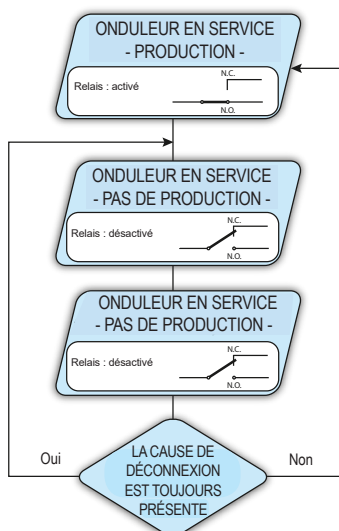 ONDULEUR EN SERVICE
- PRODUCTION -
N.C.
Relais : activé
N.O.
ONDULEUR EN SERVICE
- PAS DE PRODUCTION -
N.C.
Relais : désactivé
N.O.
ONDULEUR EN SERVICE
- PAS DE PRODUCTION -
N.C.
Relais : désactivé
N.O.
Oui
LA CAUSE DE
DÉCONNEXION
EST TOUJOURS
PRÉSENTE
Non